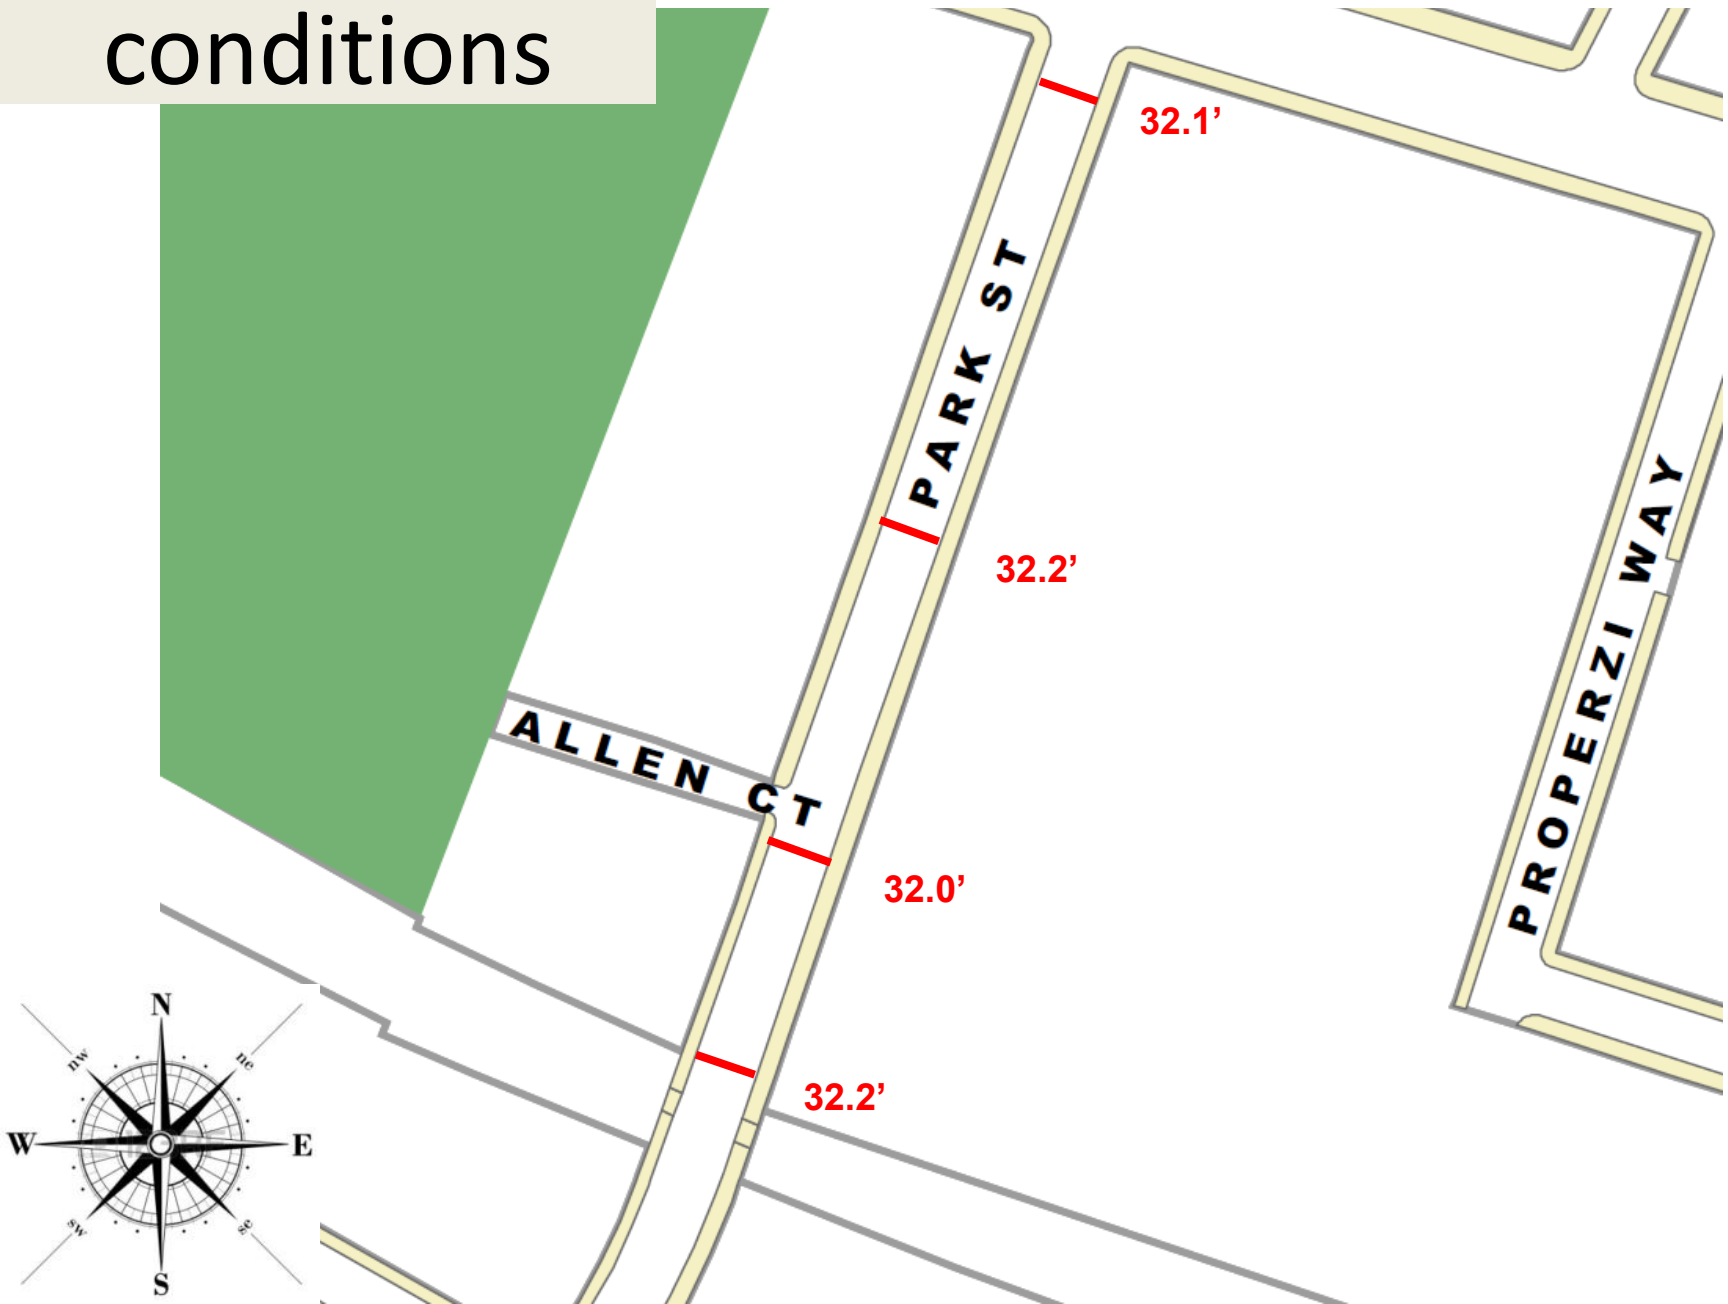 conditions
32.1’
PARK ST
32.2’
PROPERZI WAY
ALLEN CT
32.0’
32.2’
N
nw
ne
W
E
sw
se
S